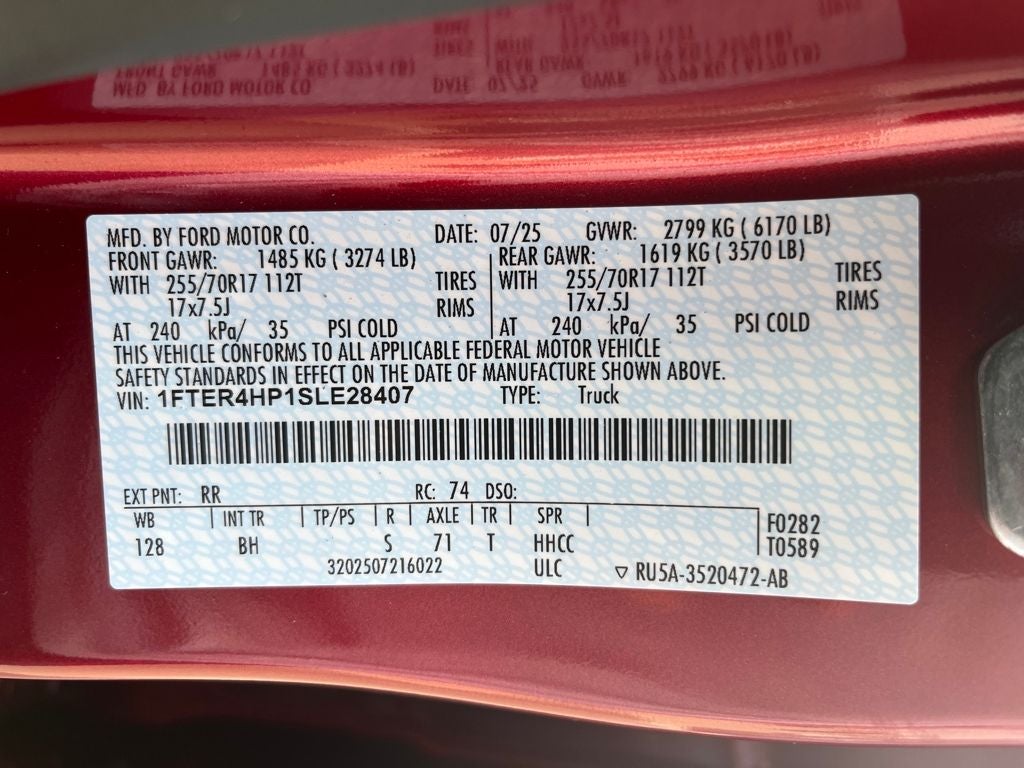 MFD. BY FORD MOTOR CO. DATE: 07/25 GVWR: 2799 KG ( 6170 LB)
FRONT GAWR: 1485 KG ( 3274 LB) REAR GAWR: 1619 KG ( 3570 LB)
WITH 255/70R17 112T TIRES WITH 255/70R17 112T TIRES
17x7.5J RIMS 17x7.5J RIMS
AT 240 kPa/ 35 PSI COLD AT 240 kPa/ 35 PSI COLD
THIS VEHICLE CONFORMS TO ALL APPLICABLE FEDERAL MOTOR VEHICLE
SAFETY STANDARDS IN EFFECT ON THE DATE OF MANUFACTURE SHOWN ABOVE.
VIN: 1FTER4HP1SLE28407 TYPE: Truck
EXT PNT: RR RC: 74 DSO:
WB INT TR TP/PS R AXLE TR SPR F0282
128 BH S 71 T HHCC T0589
3202507216022 ULC ▽ RU5A-3520472-AB